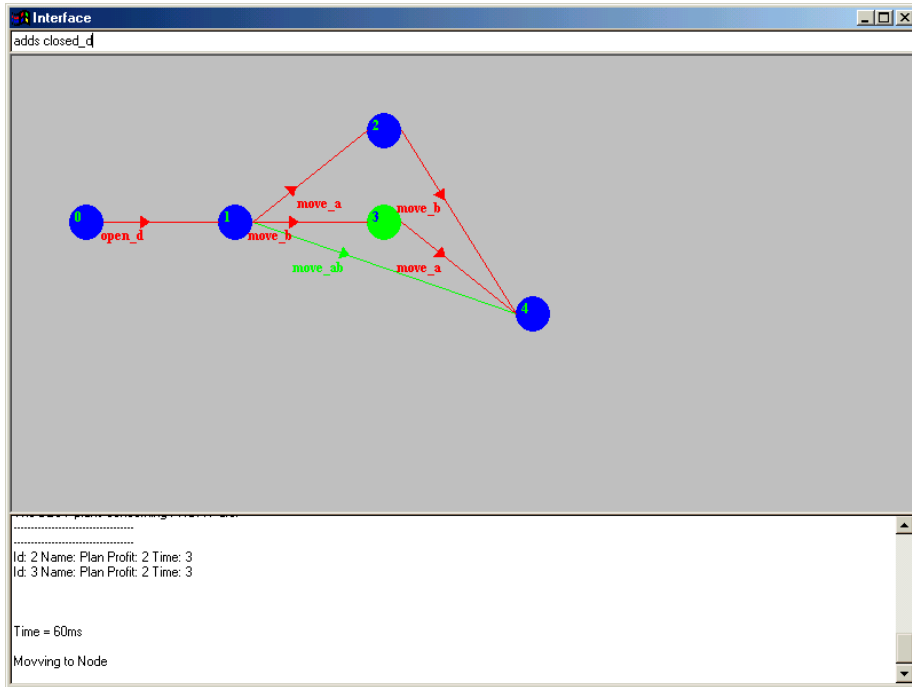 Interface
adds closed_d
2
move_a
0
1
3
move_b
open_d
move_b
move_ab
move_a
4
--------------------------------
--------------------------------
Id: 2 Name: Plan Profit: 2 Time: 3
Id: 3 Name: Plan Profit: 2 Time: 3
Time = 60ms
Movving to Node